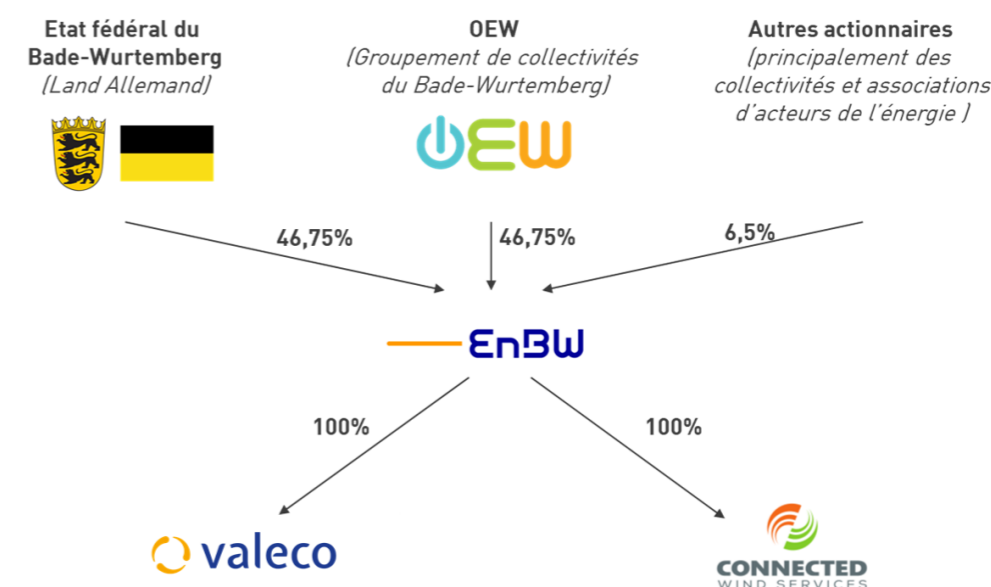 Etat fédéral du
Bade-Wurtemberg
(Land Allemand)
OEW
(Groupement de collectivités
du Bade-Wurtemberg)
OEW
Autres actionnaires
(principalement des
collectivités et associations
d'acteurs de l'énergie )
46,75%
46,75%
6,5%
EnBW
100%
100%
valeco
CONNECTED
WIND SERVICES